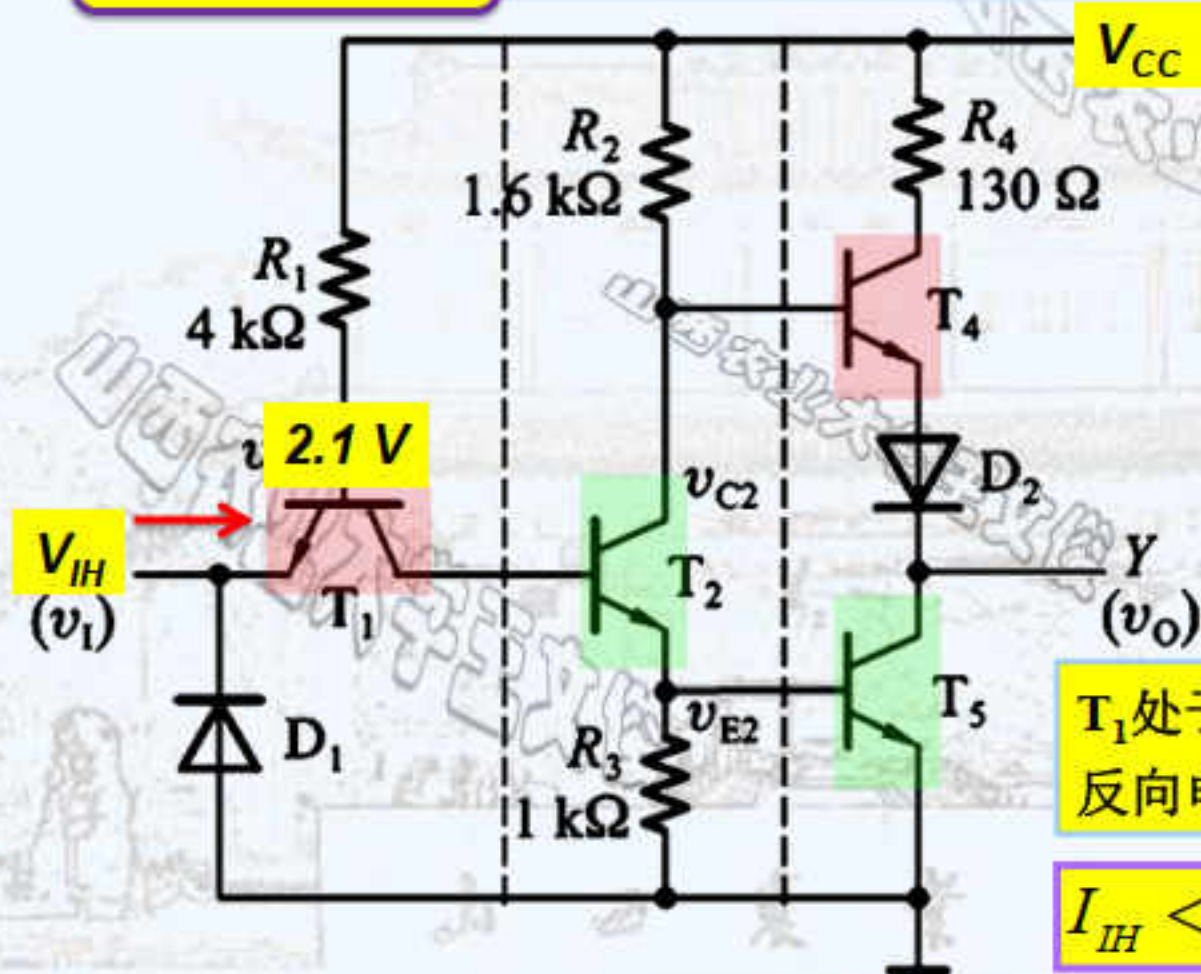 V_CC
R₂
1.6 kΩ
R₄
130 Ω
R₁
4 kΩ
T₄
2.1 V
D₂
v_C2
V_IH
(v_I)
T₁
T₂
Y
(v_O)
T₅
v_E2
D₁
R₃
1 kΩ
T₁处于
反向
I_IH <